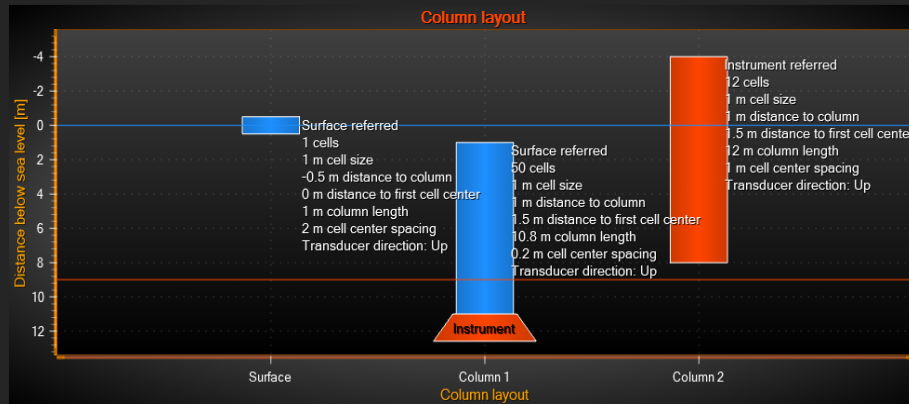 Column layout
Distance below sea level [m]
-4
-2
0
2
4
6
8
10
12
Surface referred
1 cells
1 m cell size
-0.5 m distance to column
0 m distance to first cell center
1 m column length
2 m cell center spacing
Transducer direction: Up
Surface referred
50 cells
1 m cell size
1 m distance to column
1.5 m distance to first cell center
10.8 m column length
0.2 m cell center spacing
Transducer direction: Up
Instrument referred
12 cells
1 m cell size
1 m distance to column
1.5 m distance to first cell center
12 m column length
1 m cell center spacing
Transducer direction: Up
Instrument
Surface
Column 1
Column 2
Column layout